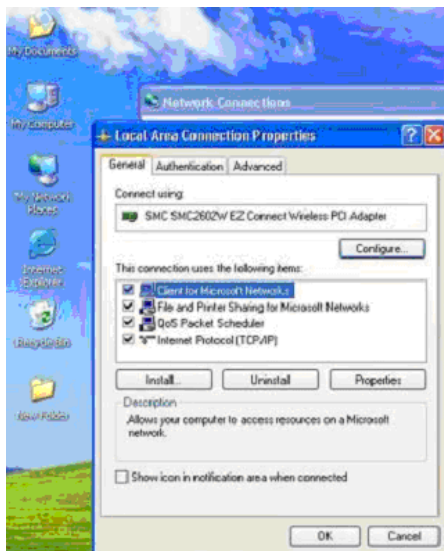 My Documents
Network Connections
My Computer
Local Area Connection Properties
General Authentication Advanced
My Network
Places
Connect using:
SMC SMC2602W EZ Connect Wireless PCI Adapter
Configure...
Internet
Explorer
This connection uses the following items:
Client for Microsoft Networks
File and Printer Sharing for Microsoft Networks
QoS Packet Scheduler
Internet Protocol (TCP/IP)
Recycle Bin
Install... Uninstall Properties
New Folder
Description
Allows your computer to access resources on a Microsoft
network.
Show icon in notification area when connected
OK Cancel